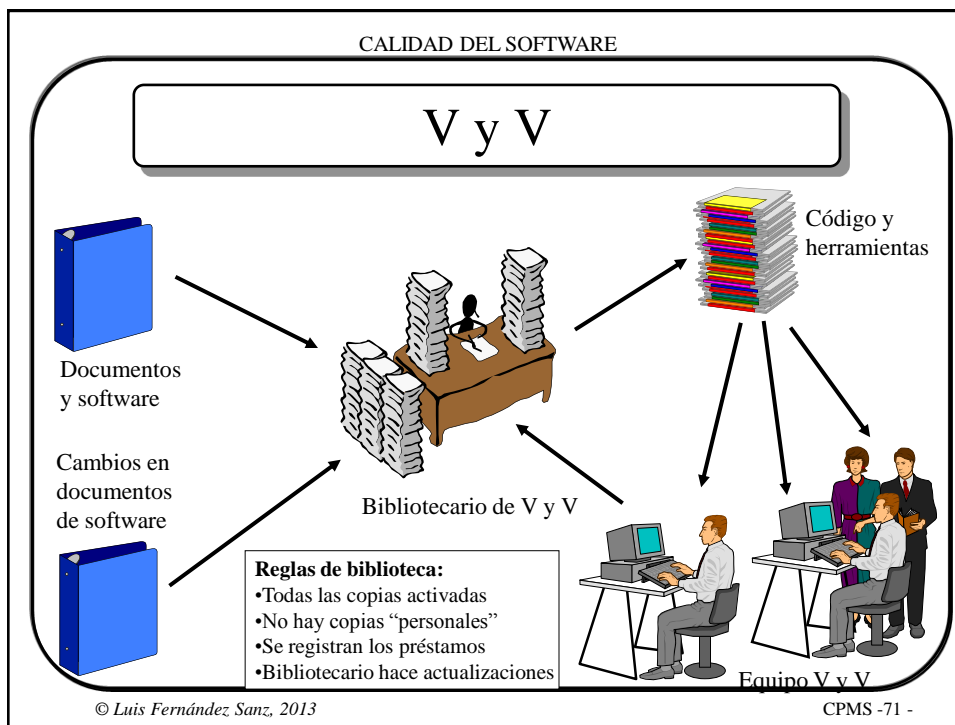 CALIDAD DEL SOFTWARE
V y V
Código y
herramientas
Documentos
y software
Cambios en
documentos
de software
Bibliotecario de V y V
Reglas de biblioteca:
•Todas las copias activadas
•No hay copias “personales”
•Se registran los préstamos
•Bibliotecario hace actualizaciones
Equipo V y V
© Luis Fernández Sanz, 2013
CPMS -71 -